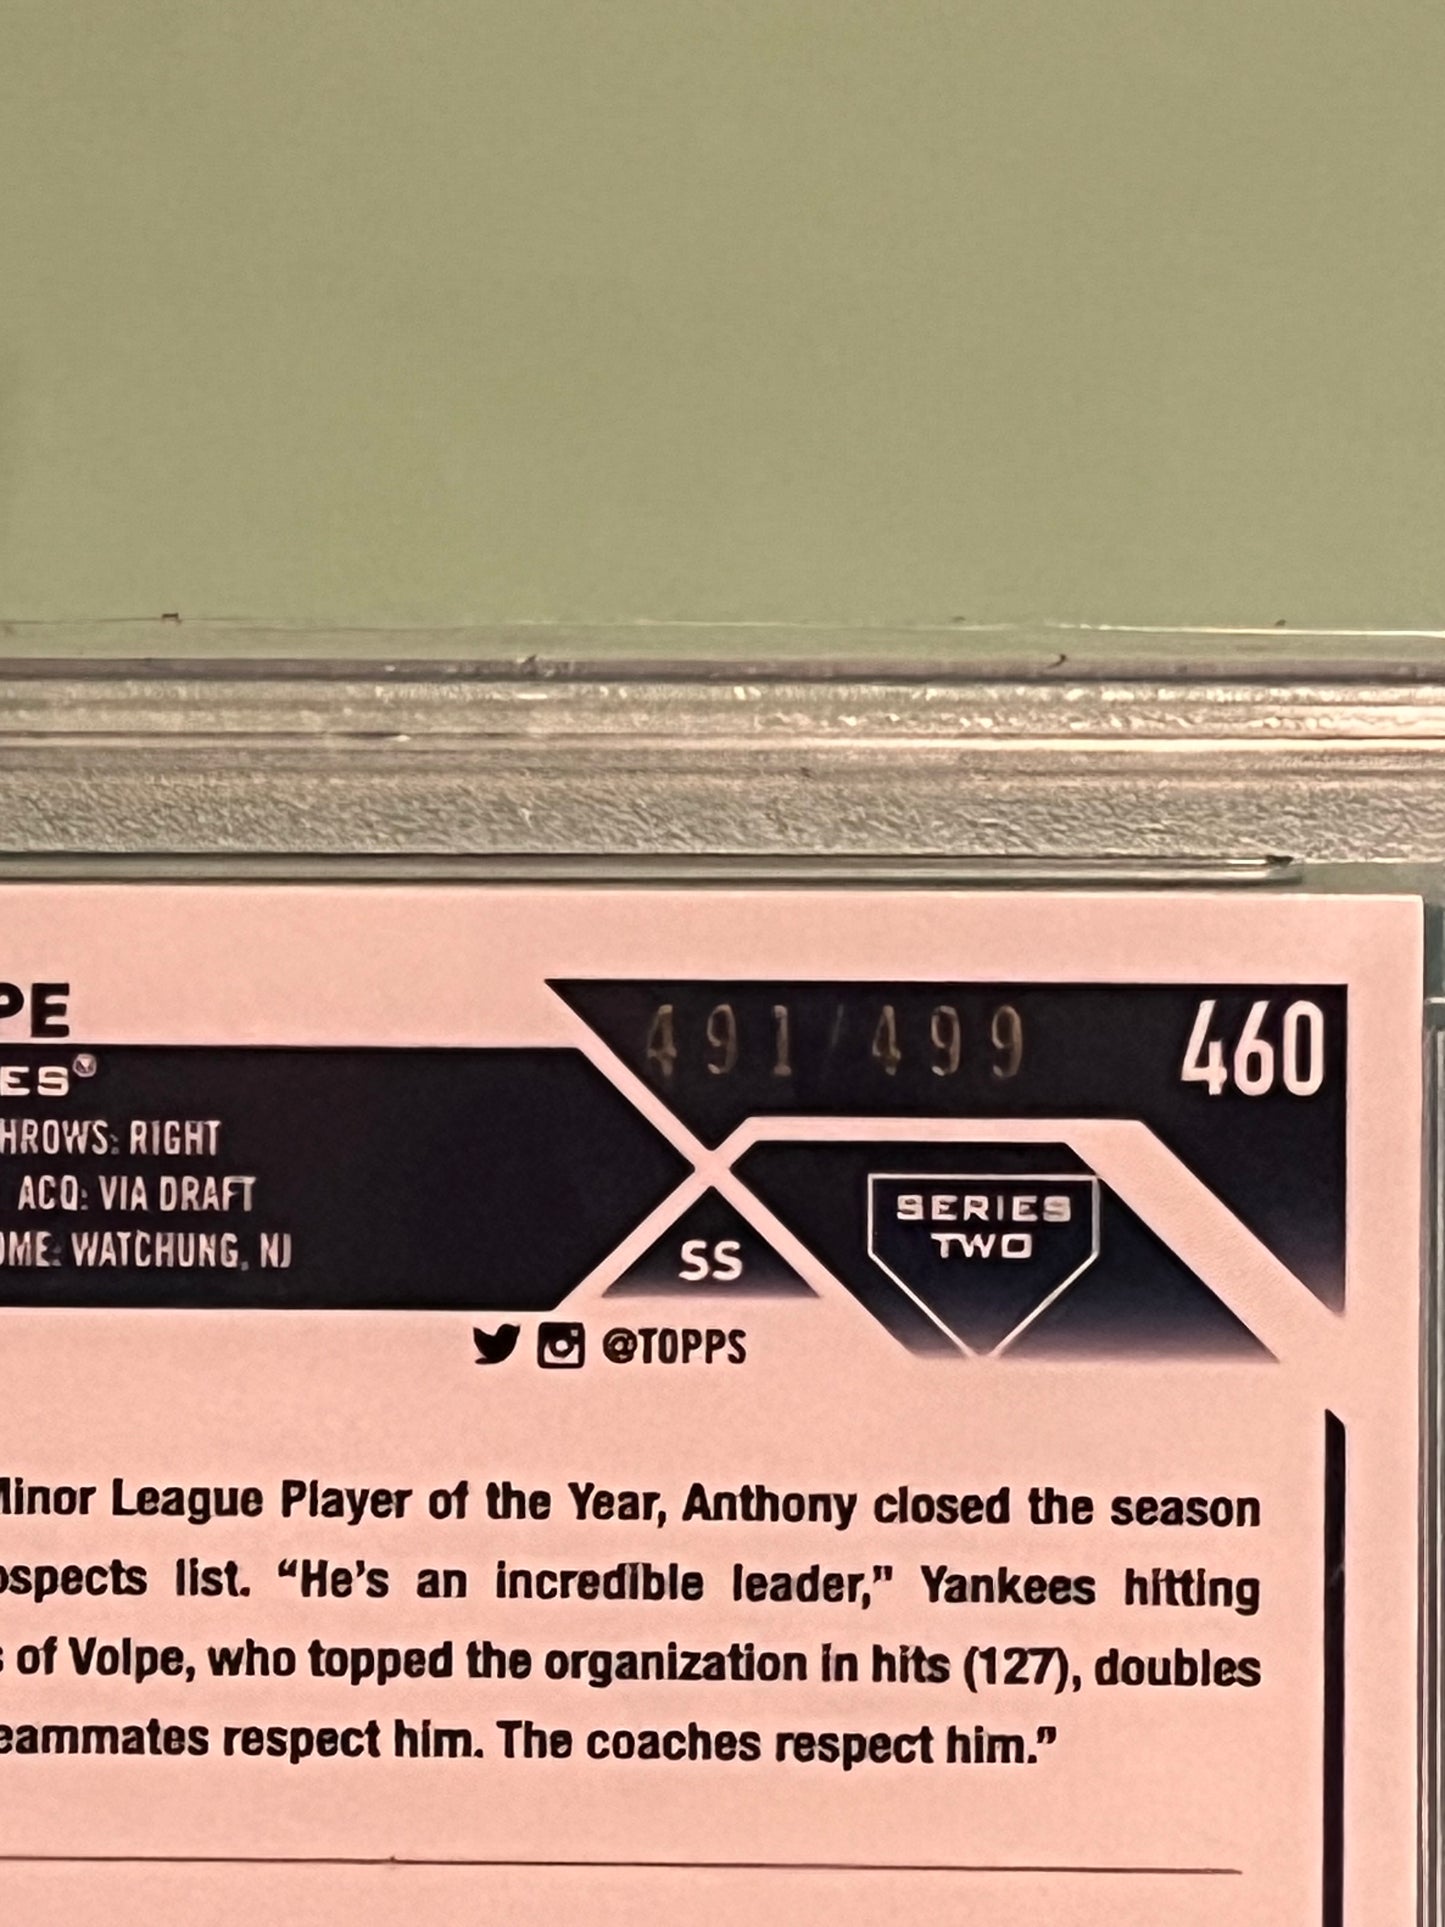 PE
491/499
460
ES®
HROWS: RIGHT
ACQ: VIA DRAFT
OME: WATCHUNG, NJ
SERIES
TWO
SS
@TOPPS
Minor League Player of the Year, Anthony closed the season
ospects list. “He’s an incredible leader,” Yankees hitting
s of Volpe, who topped the organization in hits (127), doubles
eammates respect him. The coaches respect him.”